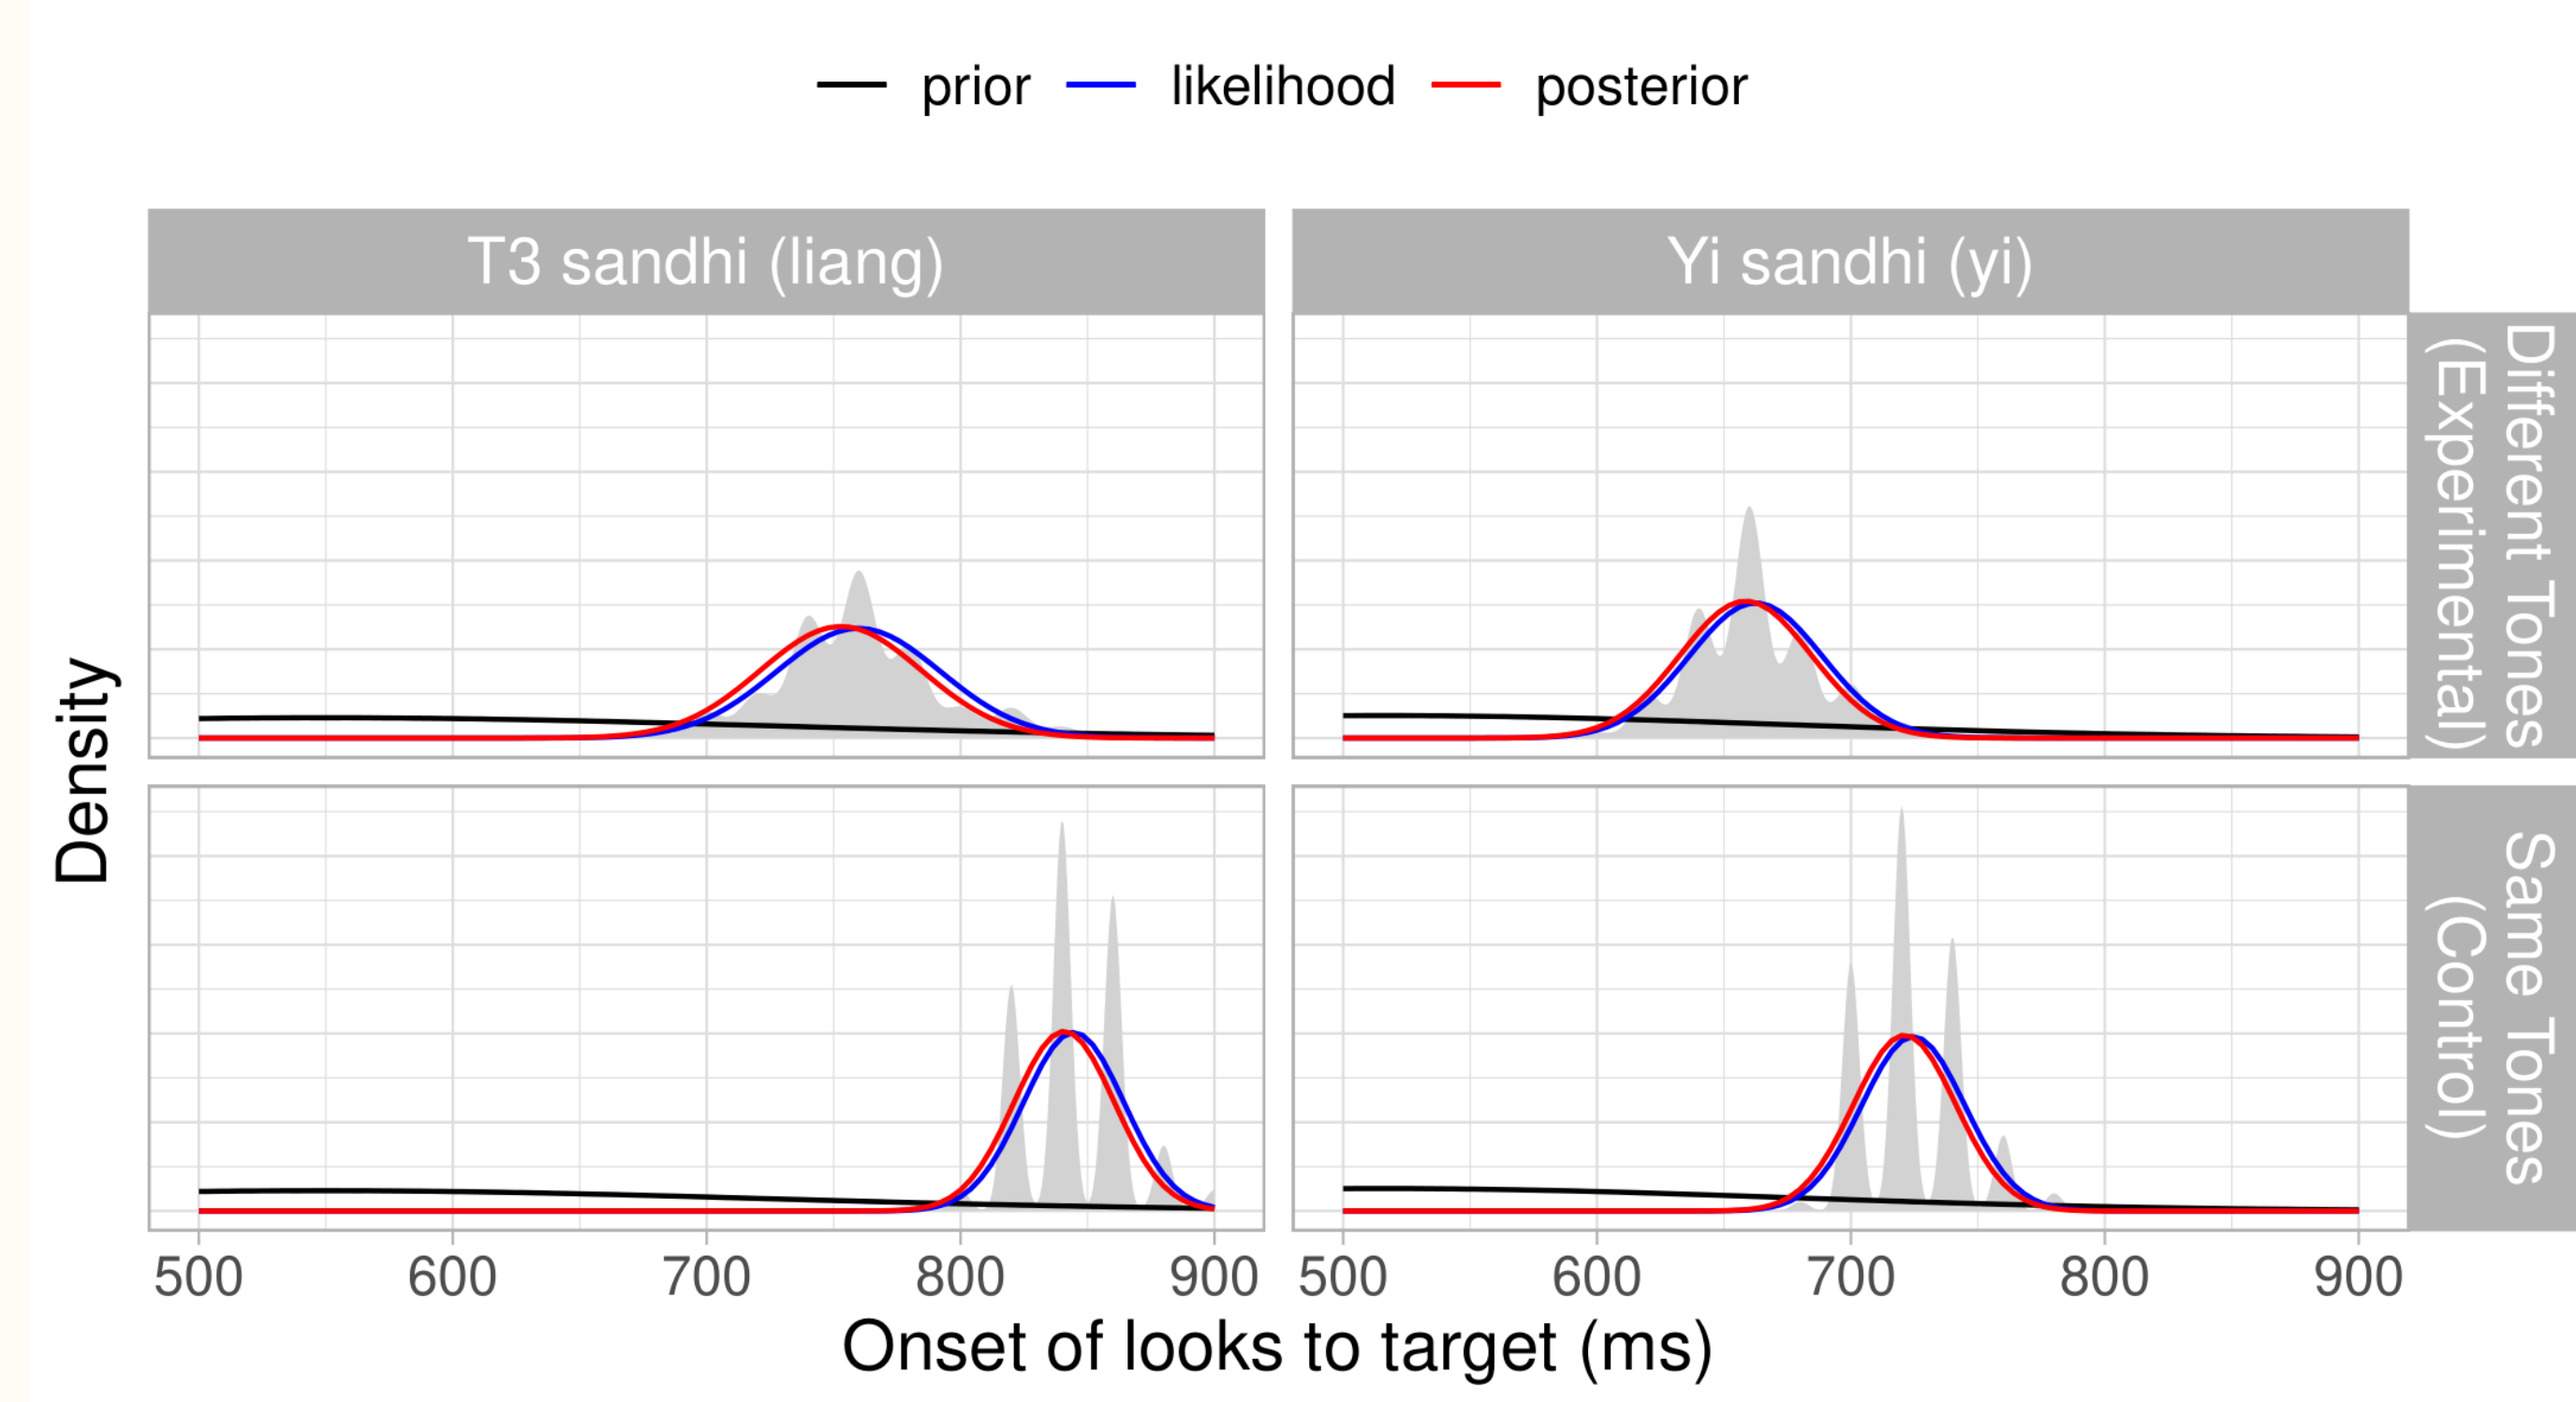 prior likelihood posterior
T3 sandhi (liang) Yi sandhi (yi)
Different Tones
(Experimental)
Same Tones
(Control)
Density
500 600 700 800 900 500 600 700 800 900
Onset of looks to target (ms)